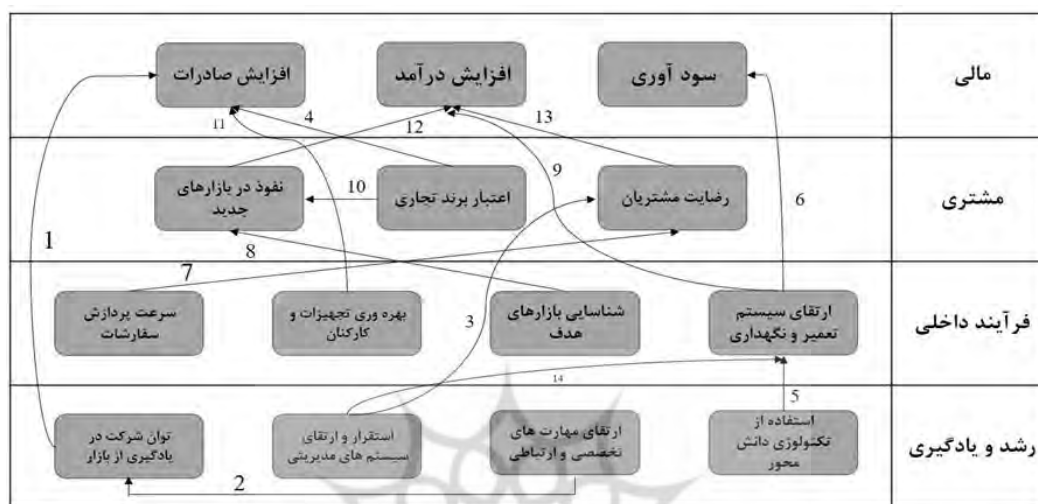 مالی
سود آوری
افزایش درآمد
افزایش صادرات
13
12
4
11
مشتری
رضایت مشتریان
اعتبار برند تجاری
نفوذ در بازارهای
جدید
6
9
10
1
8
7
3
فرآیند داخلی
ارتقای سیستم
تعمیر و نگهداری
شناسایی بازارهای
هدف
بهره وری تجهیزات و
کارکنان
سرعت پردازش
سفارشات
14
5
رشد و یادگیری
استفاده از
تکنولوژی دانش
محور
ارتقای مهارت های
تخصصی و ارتباطی
استقرار و ارتقای
سیستم های مدیریتی
توان شرکت در
یادگیری از بازار
2